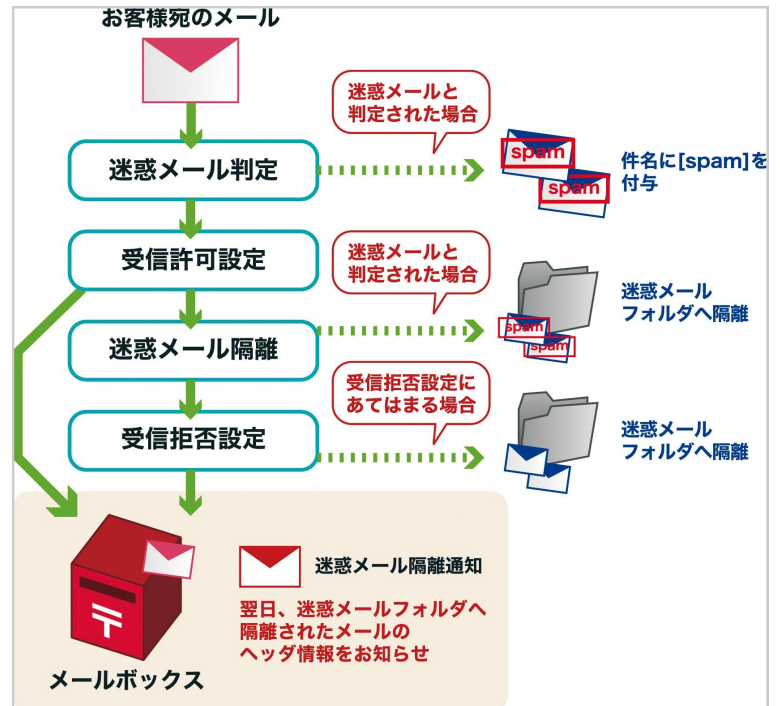 お客様宛のメール
迷惑メールと
判定された場合
迷惑メール判定
spam
spam
件名に[spam]を
付与
受信許可設定
迷惑メールと
判定された場合
迷惑メール
フォルダへ隔離
spam
spam
迷惑メール隔離
受信拒否設定に
あてはまる場合
受信拒否設定
迷惑メール
フォルダへ隔離
〒
迷惑メール隔離通知
翌日、迷惑メールフォルダへ
隔離されたメールの
ヘッダ情報をお知らせ
メールボックス